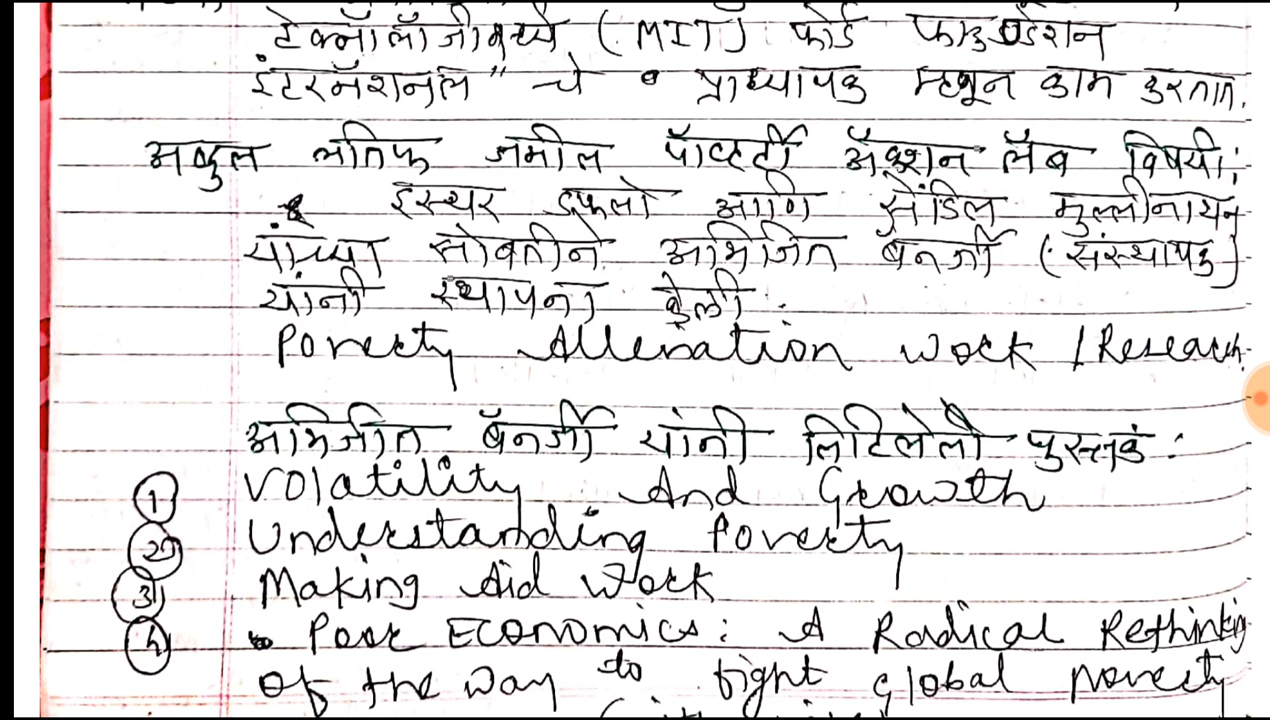 टेक्नॉलॉजीमध्ये (MIT) फोर्ड फाउंडेशन
इंटरनॅशनल" चे प्राध्यापक म्हणून काम करतात.
अब्दुल लतिफ जमील पॉव्हर्टी ॲक्शन लॅब विषयी:
इस्थर डफ्लो आणि सेंडिल मुल्लीनाथन
यांच्या सोबतीने अभिजित बॅनर्जी (संस्थापक)
यांनी स्थापना केली.
Poverty Alleviation work / Research.
अभिजीत बॅनर्जी यांनी लिहिलेली पुस्तकं :
① Volatility And Growth
② Understanding Poverty
③ Making Aid Work
④ Poor Economics: A Radical Rethinking
of the way to fight global poverty